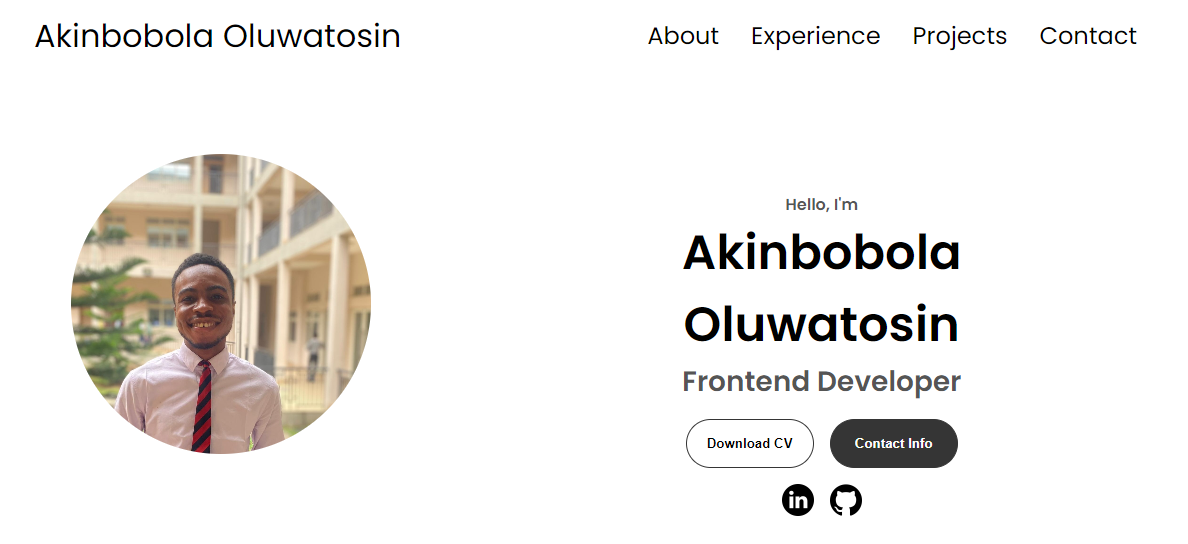 Akinbobola Oluwatosin
About Experience Projects Contact
Hello, I'm
Akinbobola
Oluwatosin
Frontend Developer
Download CV
Contact Info
in